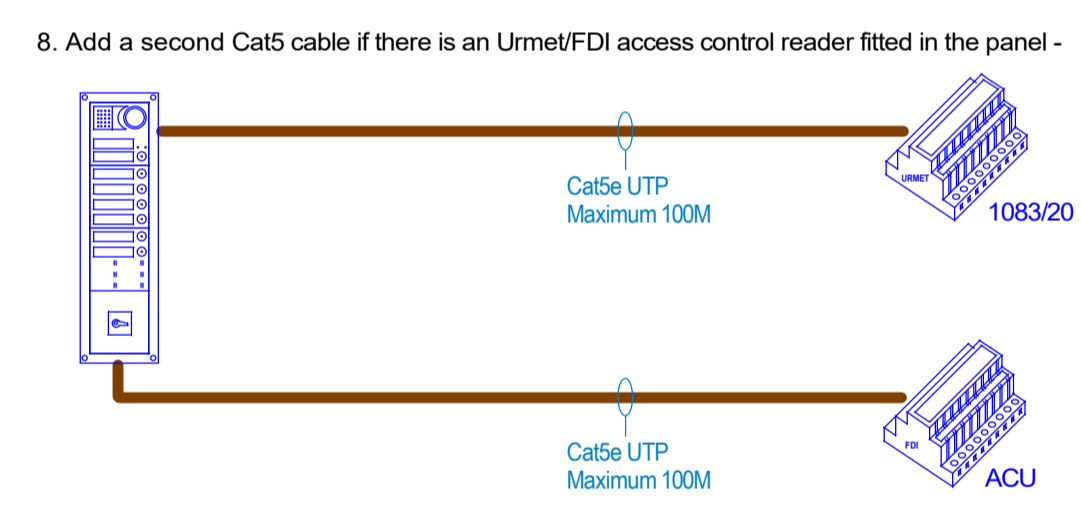 8. Add a second Cat5 cable if there is an Urmet/FDI access control reader fitted in the panel -
Cat5e UTP
Maximum 100M
URMET
1083/20
Cat5e UTP
Maximum 100M
FDI
ACU